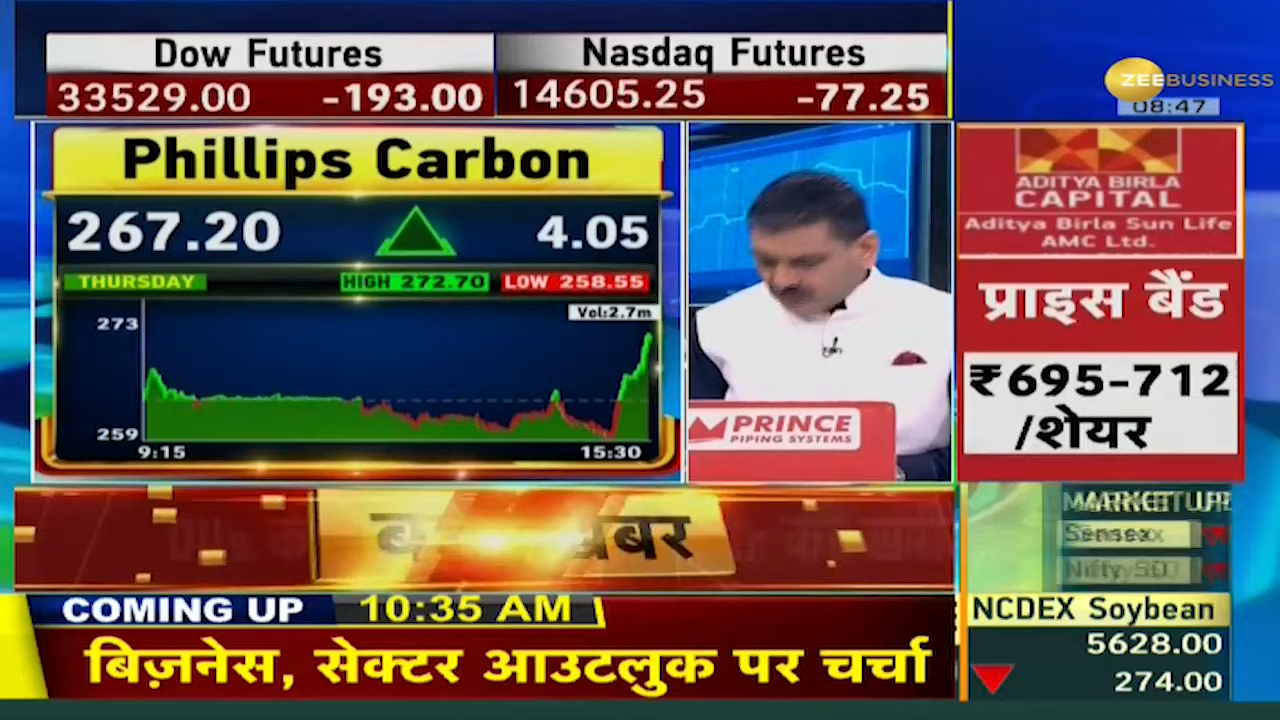 Dow Futures
33529.00 -193.00
Nasdaq Futures
14605.25 -77.25
ZEEBUSINESS
08:47
Phillips Carbon
267.20 4.05
THURSDAY HIGH 272.70 LOW 258.55
Vol:2.7m
273
259
9:15 15:30
PRINCE
PIPING SYSTEMS
ADITYA BIRLA
CAPITAL
Aditya Birla Sun Life
AMC Ltd.
प्राइस बैंड
₹695-712
/शेयर
Sensex
Nifty 50
NCDEX Soybean
5628.00
274.00
COMING UP 10:35 AM
बिज़नेस, सेक्टर आउटलुक पर चर्चा